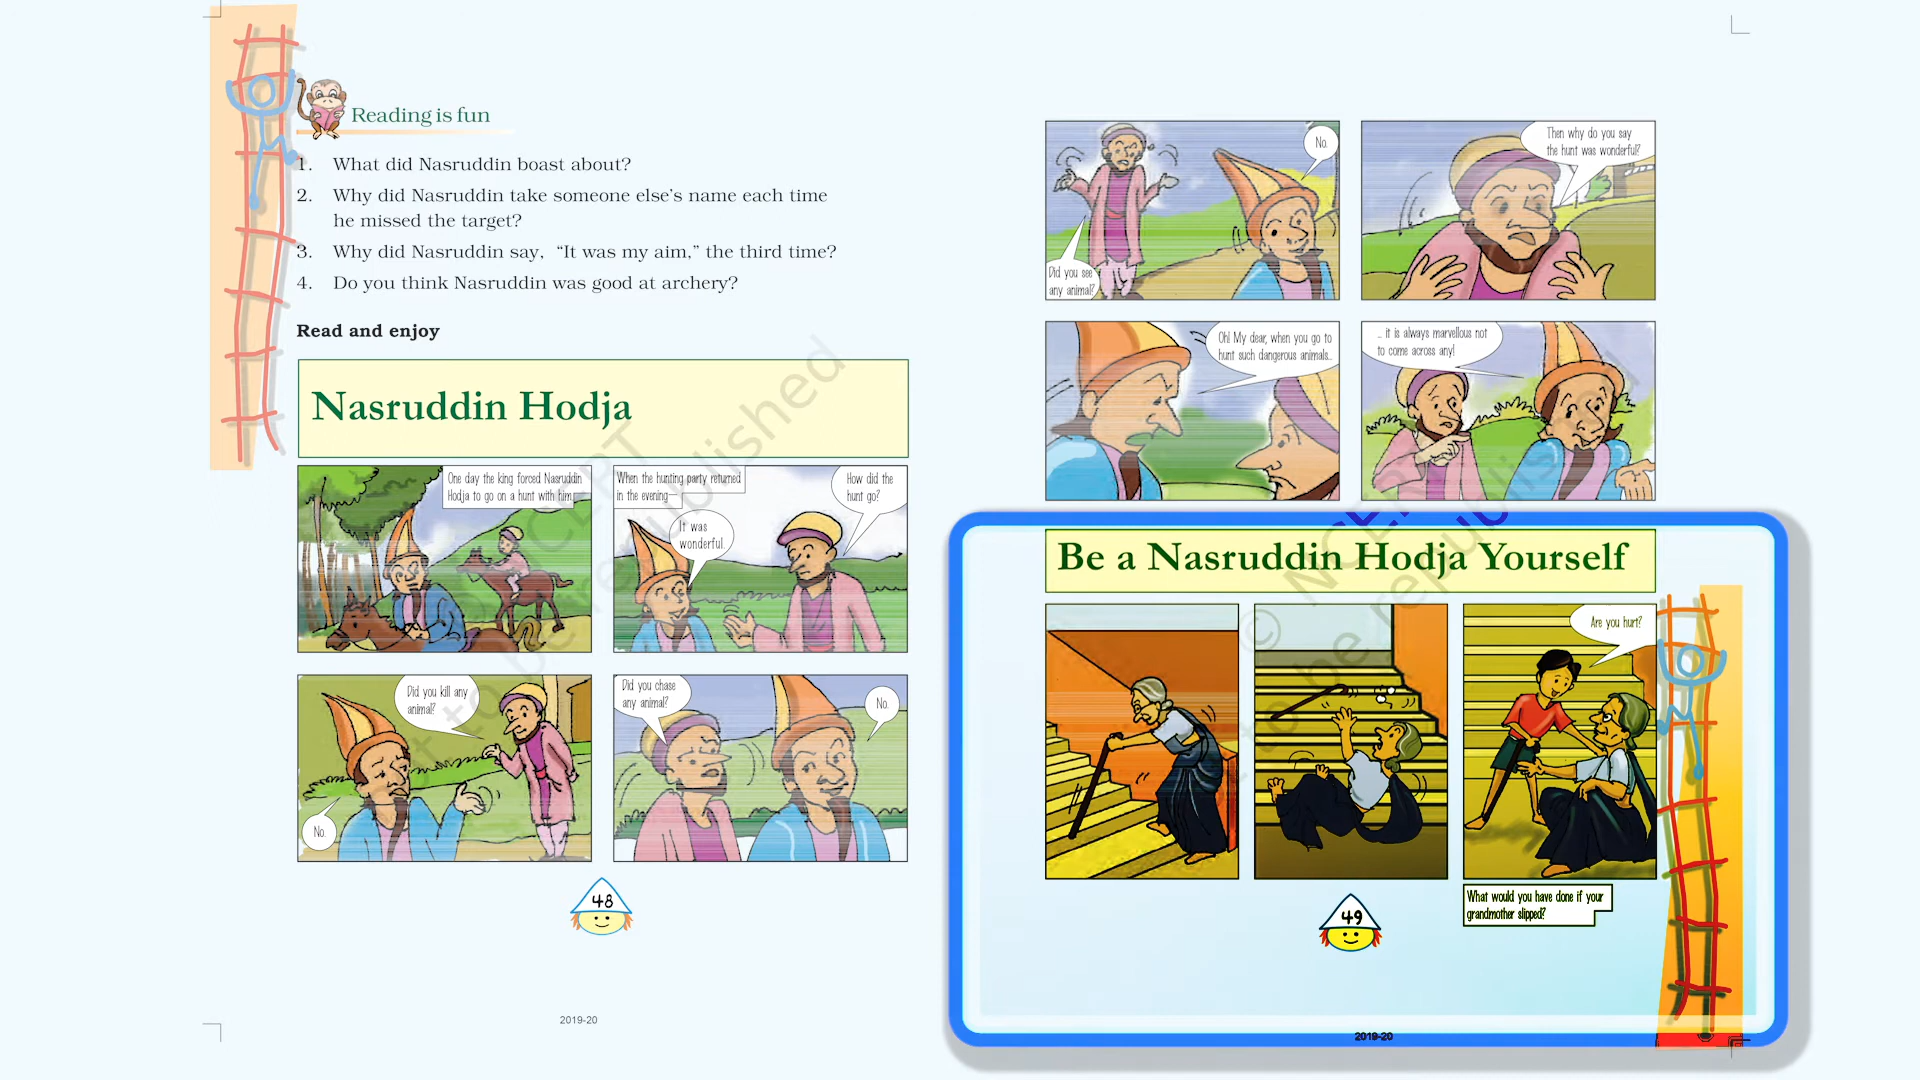 Reading is fun
1. What did Nasruddin boast about?
2. Why did Nasruddin take someone else's name each time
he missed the target?
3. Why did Nasruddin say, “It was my aim,” the third time?
4. Do you think Nasruddin was good at archery?
Read and enjoy
Nasruddin Hodja
One day the king forced Nasruddin
Hodja to go on a hunt with him.
When the hunting party returned
in the evening—
How did the
hunt go?
It was
wonderful.
Did you kill any
animal?
No.
Did you chase
any animal?
No.
48
2019-20
Did you see
any animal?
No.
Then why do you say
the hunt was wonderful?
Oh! My dear, when you go to
hunt such dangerous animals...
... it is always marvellous not
to come across any!
Be a Nasruddin Hodja Yourself
Are you hurt?
What would you have done if your
grandmother slipped?
49
2019-20